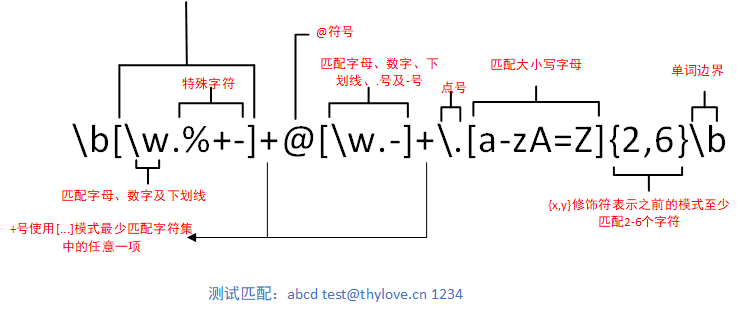 @符号
匹配字母、数字、下
划线、.号及-号
匹配大小写字母
单词边界
特殊字符
点号
\b[\w.%+-]+@[\w.-]+\.[a-zA=Z]{2,6}\b
匹配字母、数字及下划线
{x,y}修饰符表示之前的模式至少
匹配2-6个字符
+号使用[...]模式最少匹配字符集
中的任意一项
测试匹配：abcd test@thylove.cn 1234